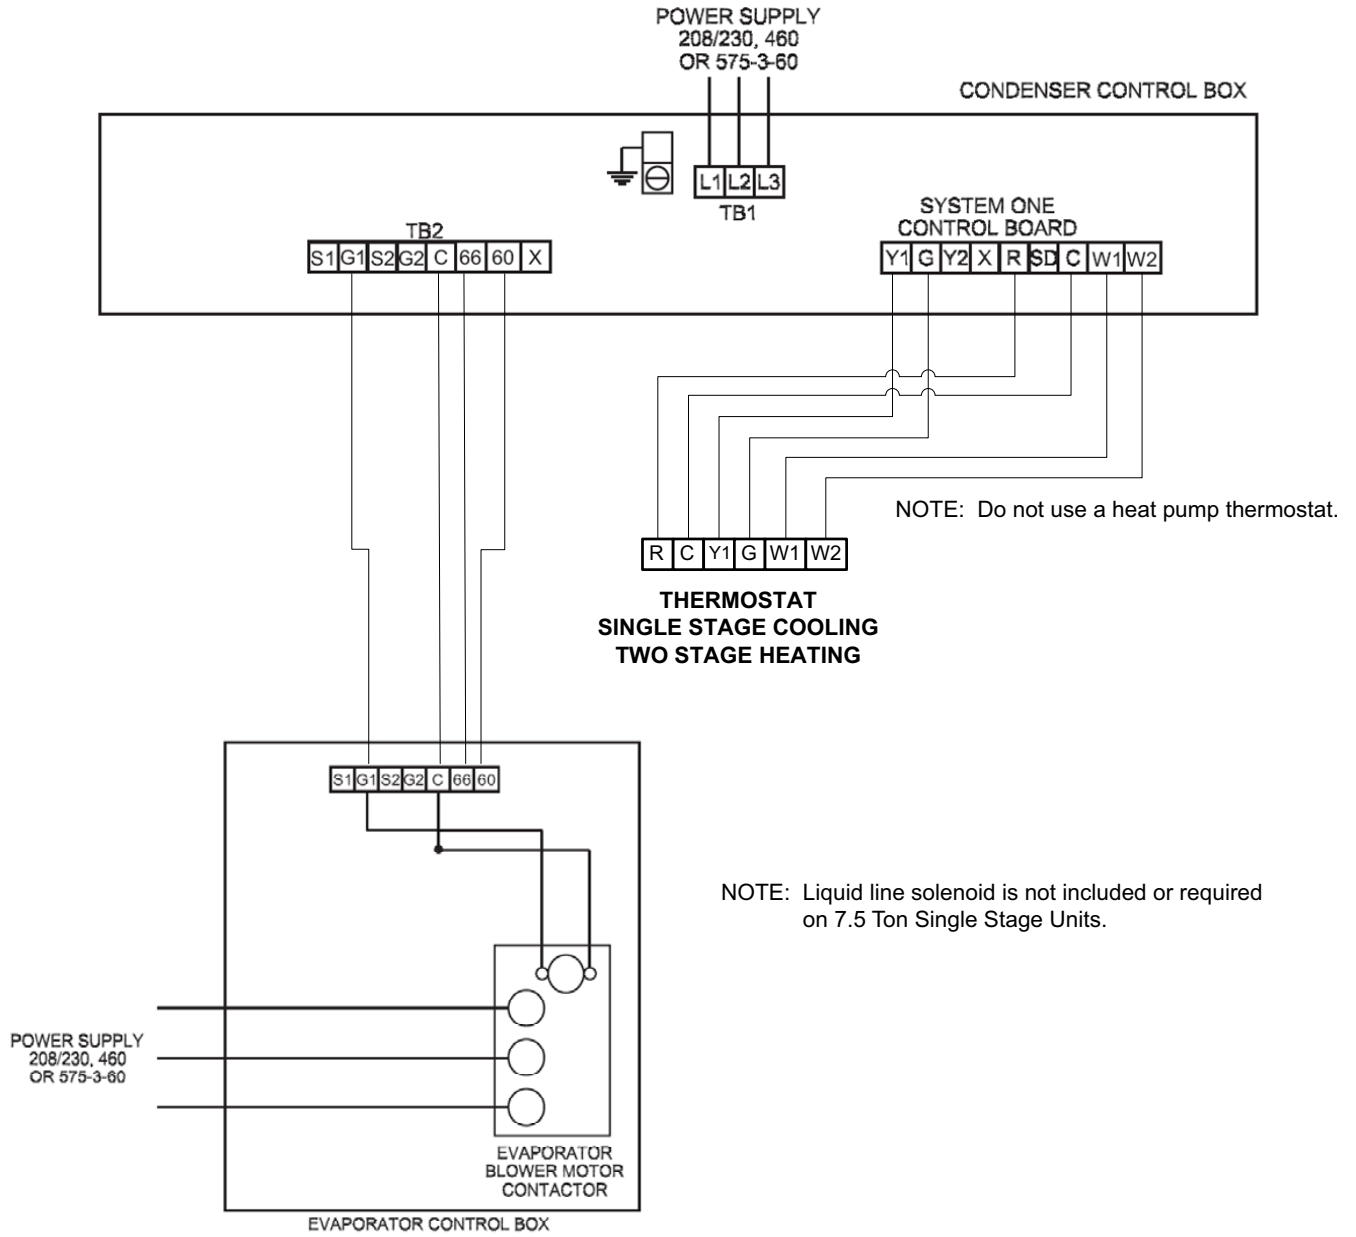 POWER SUPPLY
208/230, 460
OR 575-3-60
CONDENSER CONTROL BOX
L1 L2 L3
TB1
SYSTEM ONE
CONTROL BOARD
TB2
S1 G1 S2 G2 C 66 60 X
Y1 G Y2 X R SD C W1 W2
NOTE: Do not use a heat pump thermostat.
R C Y1 G W1 W2
THERMOSTAT
SINGLE STAGE COOLING
TWO STAGE HEATING
S1 G1 S2 G2 C 66 60
NOTE: Liquid line solenoid is not included or required
on 7.5 Ton Single Stage Units.
POWER SUPPLY
208/230, 460
OR 575-3-60
EVAPORATOR
BLOWER MOTOR
CONTACTOR
EVAPORATOR CONTROL BOX